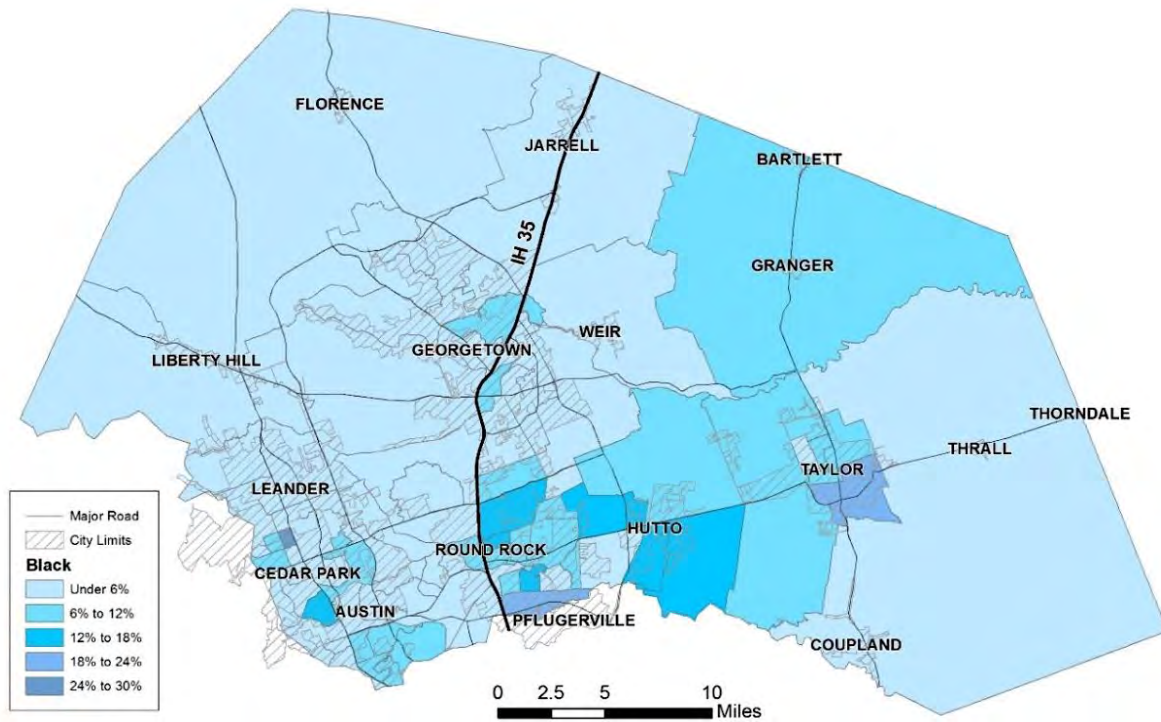 FLORENCE
JARRELL
BARTLETT
IH 35
GRANGER
WEIR
GEORGETOWN
LIBERTY HILL
THORNDALE
THRALL
TAYLOR
LEANDER
HUTTO
ROUND ROCK
CEDAR PARK
AUSTIN
PFLUGERVILLE
COUPLAND
Major Road
City Limits
Black
Under 6%
6% to 12%
12% to 18%
18% to 24%
24% to 30%
0 2.5 5 10
Miles